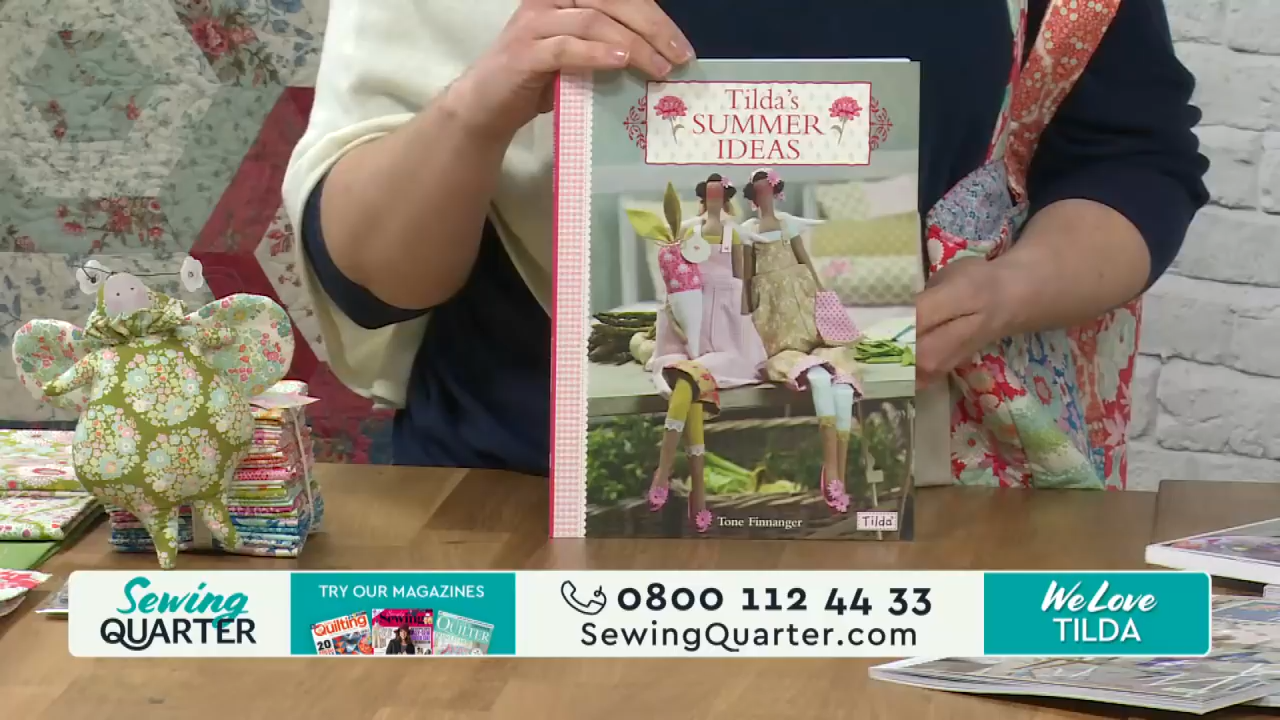 Tilda's
SUMMER
IDEAS
Tone Finnanger
Tilda
Sewing
QUARTER
TRY OUR MAGAZINES
Quilting
20
Sewing
QUILTER
0800 112 44 33
SewingQuarter.com
We Love
TILDA